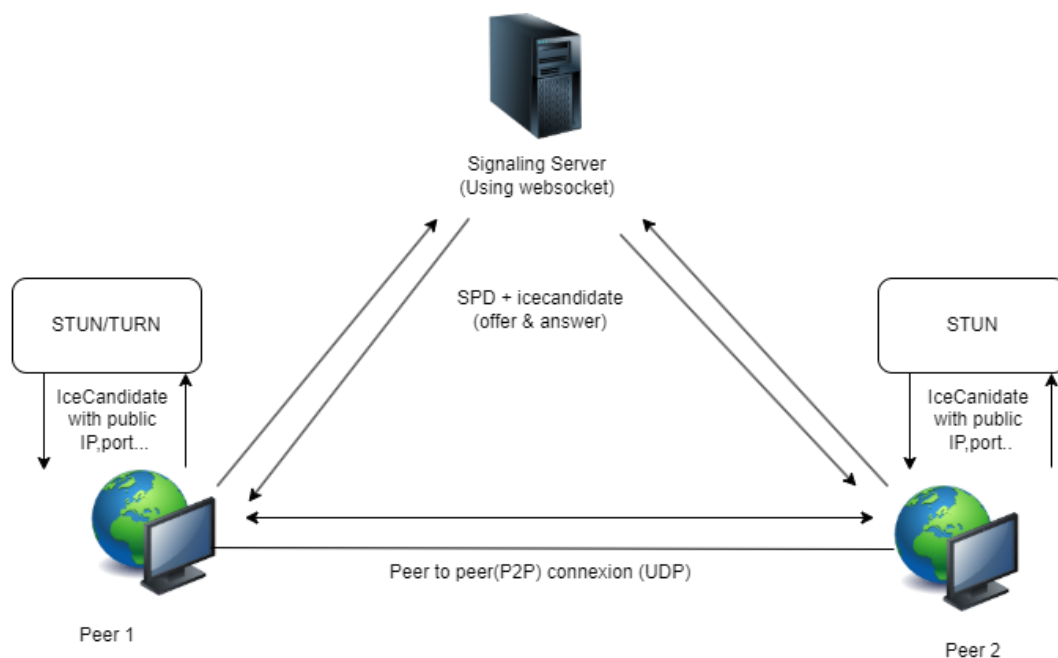 Signaling Server
(Using websocket)
SPD + icecandidate
(offer & answer)
STUN/TURN
STUN
IceCandidate
with public
IP,port...
IceCanidate
with public
IP,port..
Peer to peer(P2P) connexion (UDP)
Peer 1
Peer 2